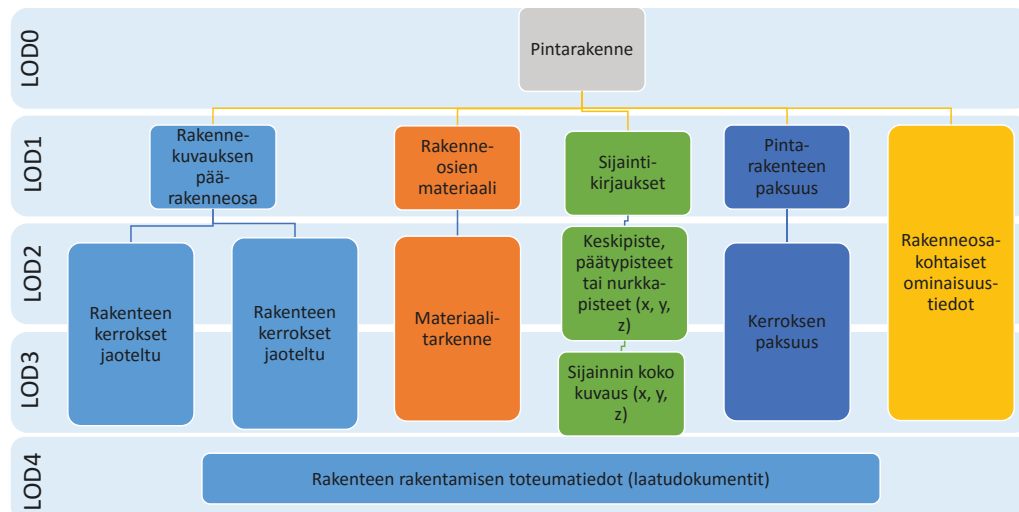 LOD0
Pintarakenne
LOD1
Rakenne-
kuvauksen
pää-
rakenneosa
Rakenne-
osien
materiaali
Sijainti-
kirjaukset
Pinta-
rakenteen
paksuus
Rakenneosa-
kohtaiset
ominaisuus-
tiedot
LOD2
Rakenteen
kerrokset
jaoteltu
Rakenteen
kerrokset
jaoteltu
Materiaali-
tarkenne
Keskipiste,
päätypisteet
tai nurkka-
pisteet (x, y,
z)
Kerroksen
paksuus
LOD3
Sijainnin koko
kuvaus (x, y,
z)
LOD4
Rakenteen rakentamisen toteumatiedot (laatudokumentit)